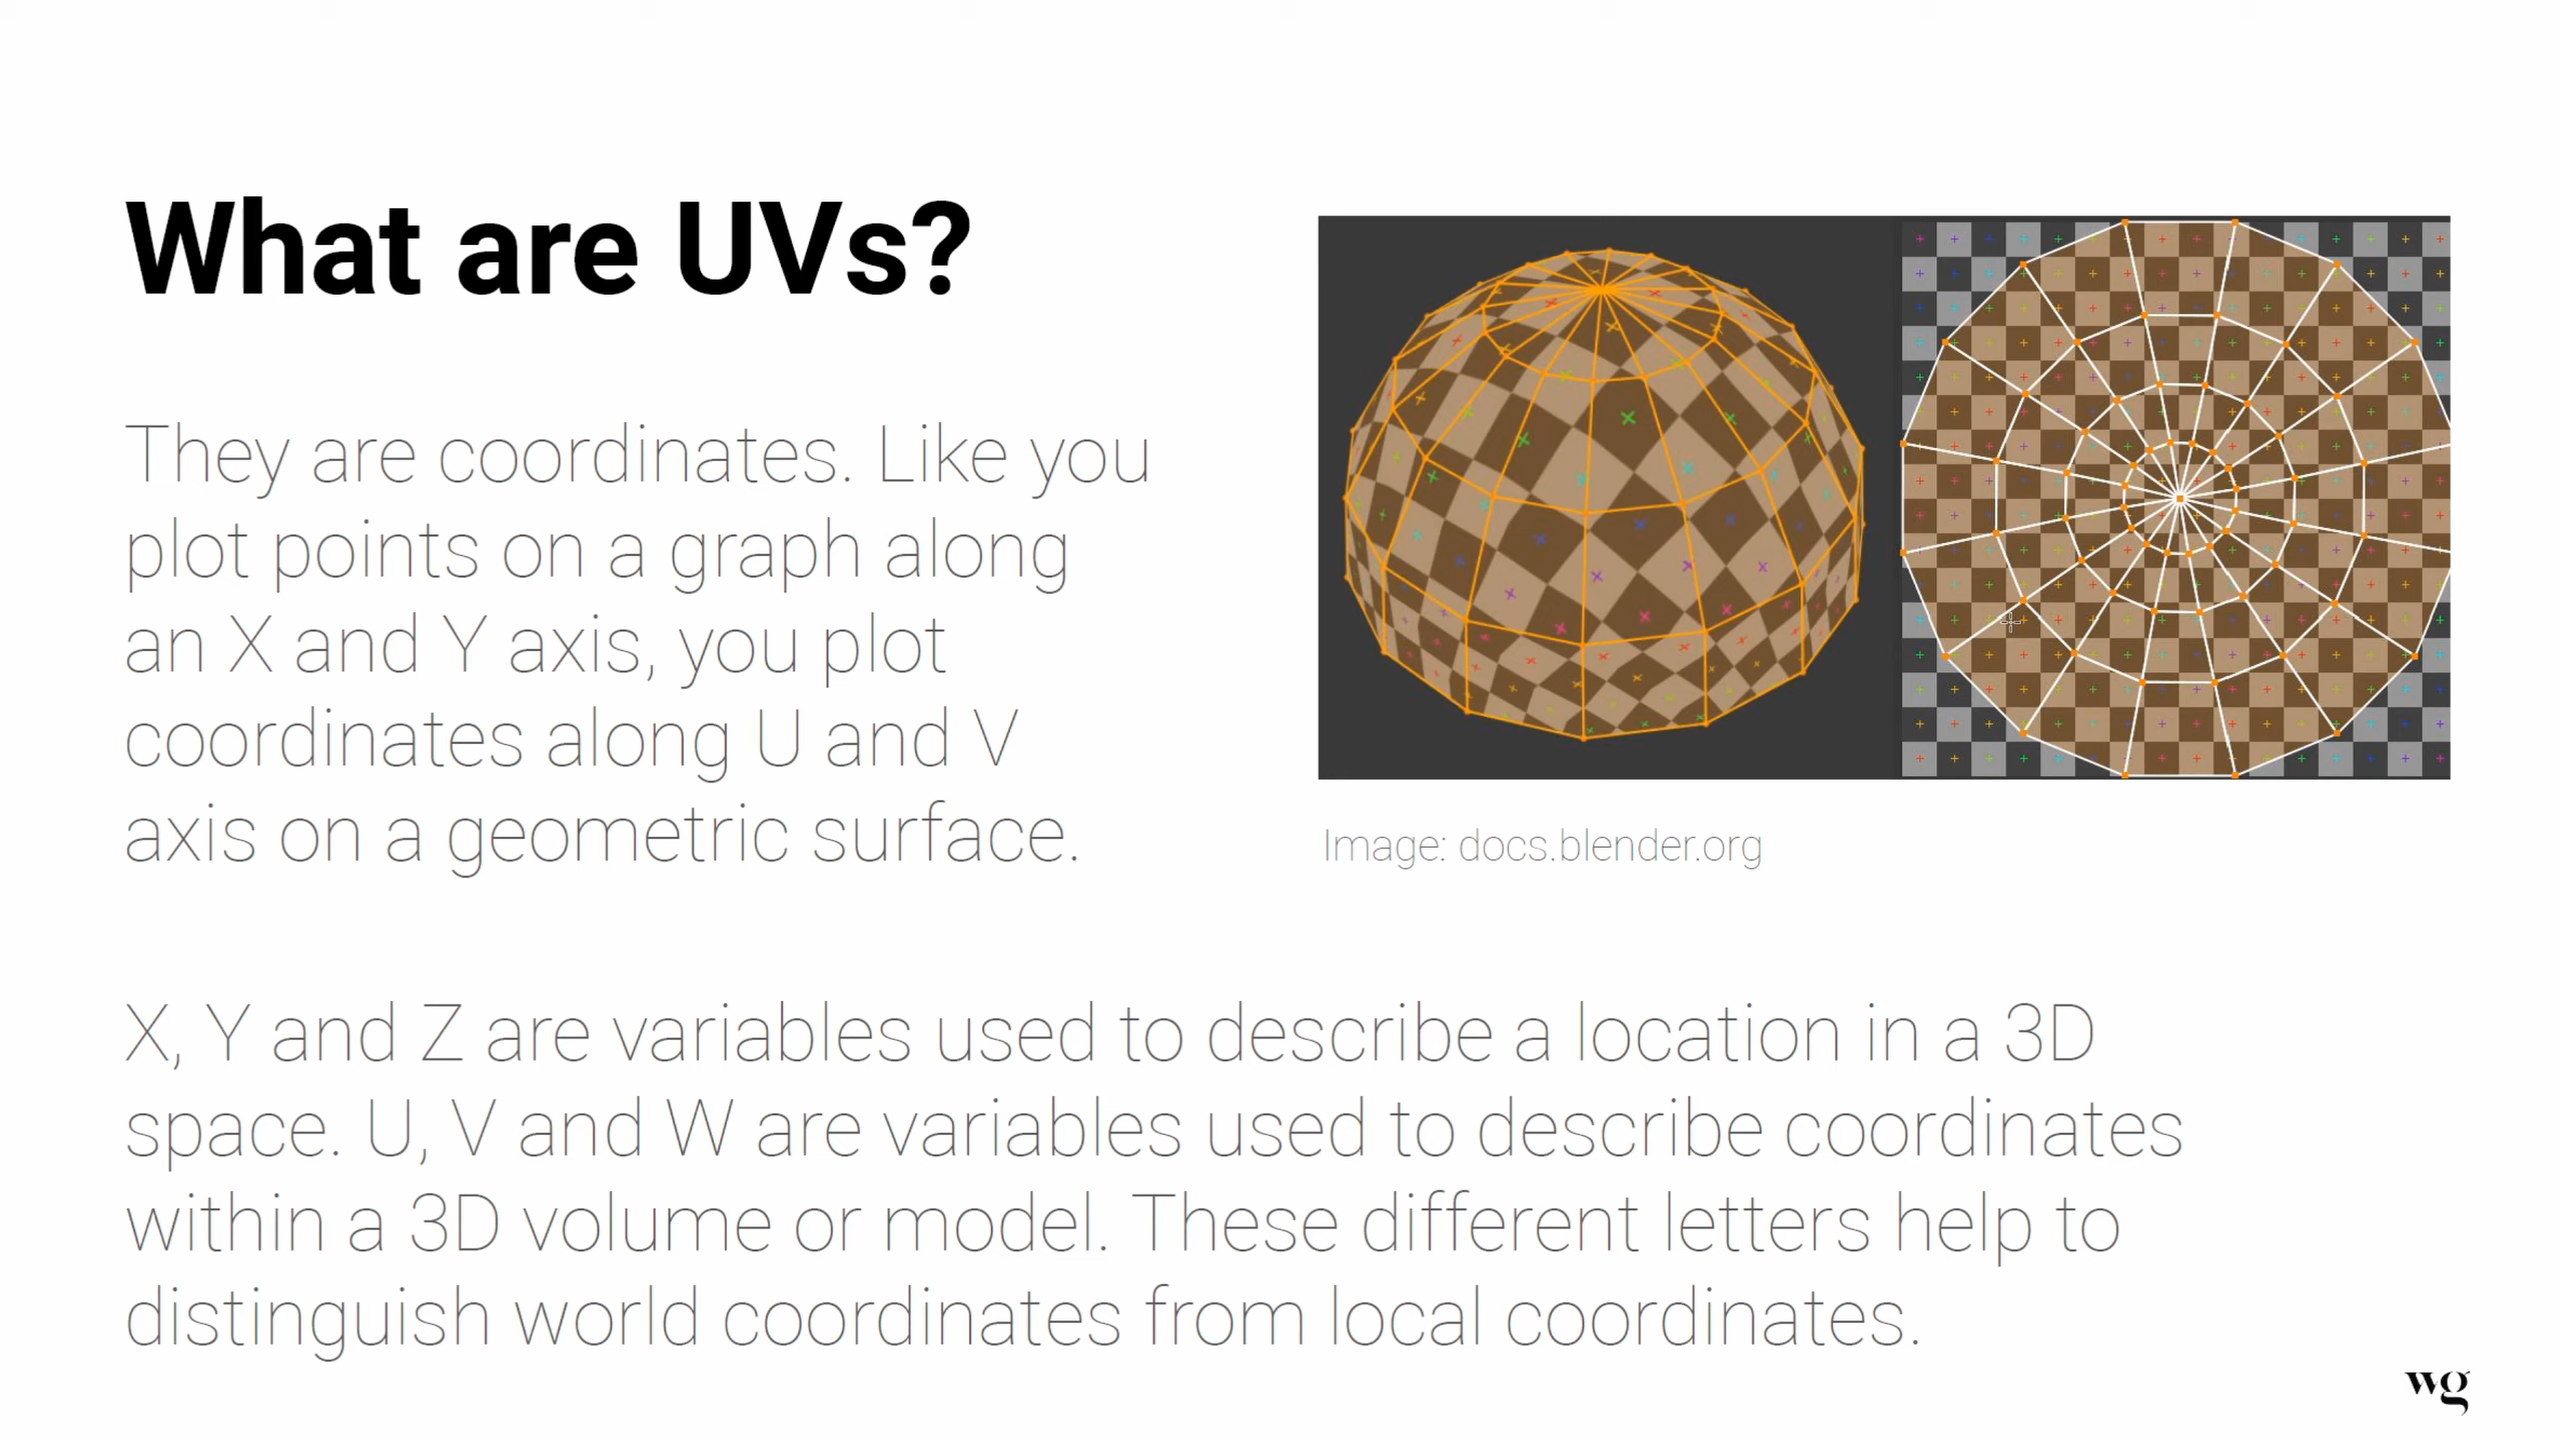 What are UVs?
They are coordinates. Like you
plot points on a graph along
an X and Y axis, you plot
coordinates along U and V
axis on a geometric surface.
Image: docs.blender.org
X, Y and Z are variables used to describe a location in a 3D
space. U, V and W are variables used to describe coordinates
within a 3D volume or model. These different letters help to
distinguish world coordinates from local coordinates.
wg